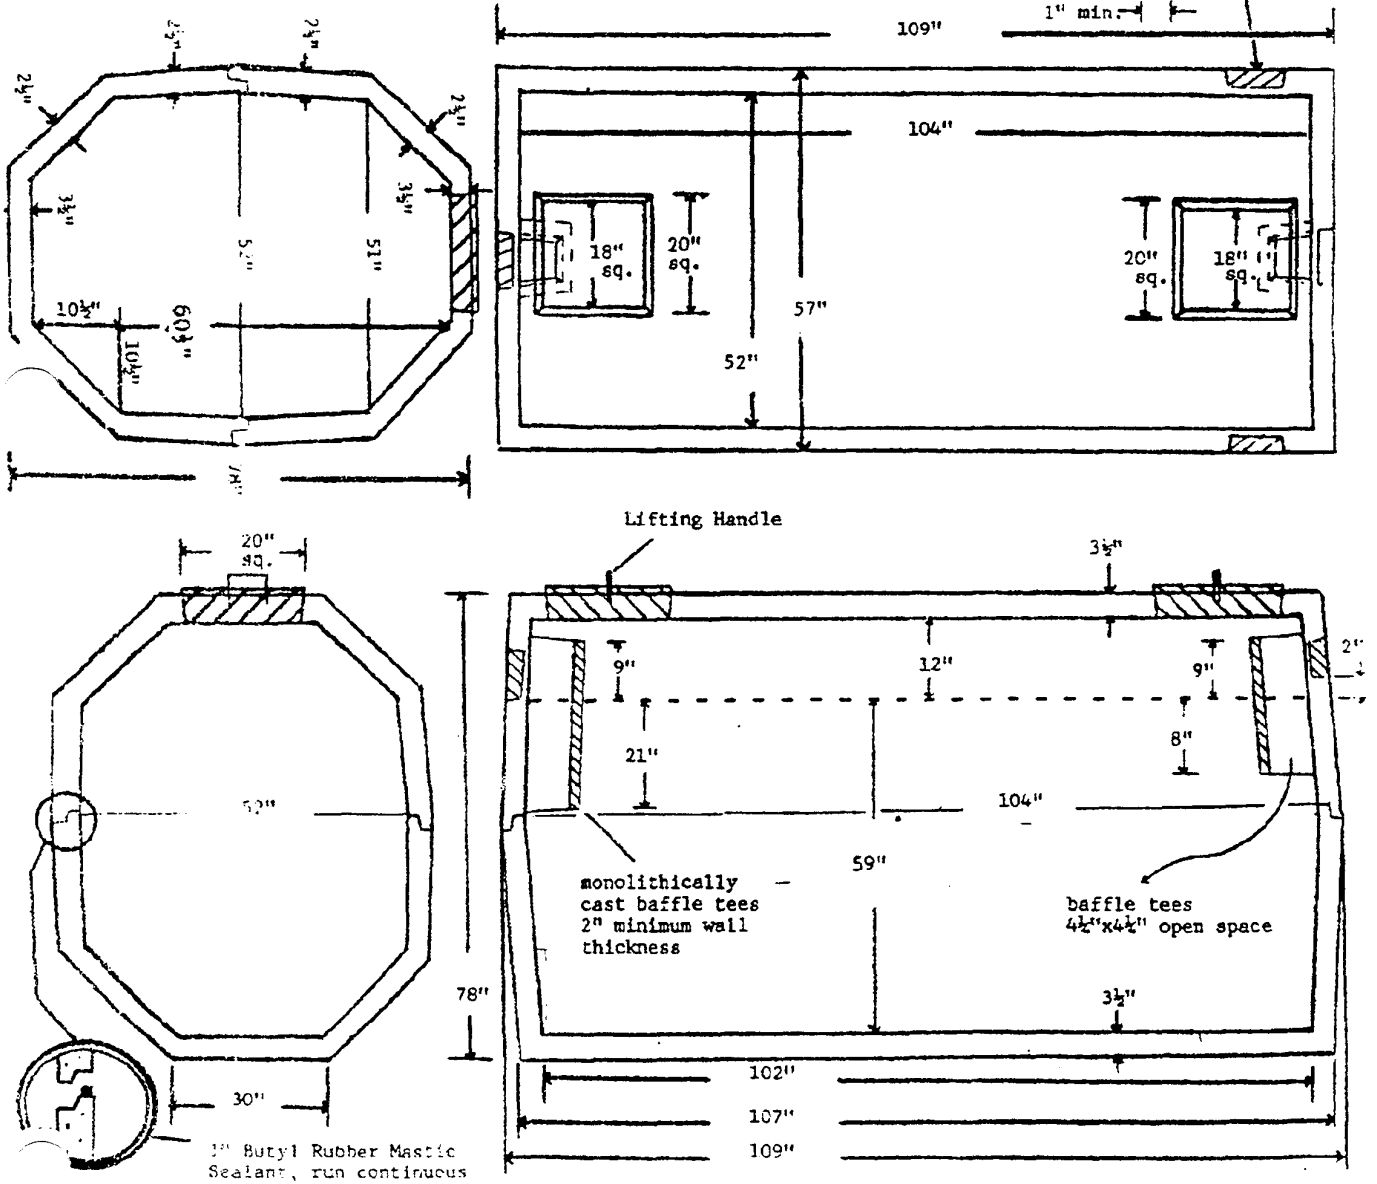 2½"
2½"
2½"
2½"
3½"
3½"
52"
51"
10½"
60½"
10½"
78"
1" min.
109"
104"
18"
sq.
20"
sq.
57"
52"
20"
sq.
18"
sq.
Lifting Handle
20"
sq.
3½"
9"
12"
9"
2"
21"
8"
52"
104"
59"
monolithically
cast baffle tees
2" minimum wall
thickness
baffle tees
4¼"x4¼" open space
78"
3½"
30"
102"
107"
109"
1" Butyl Rubber Mastic
Sealant, run continuous